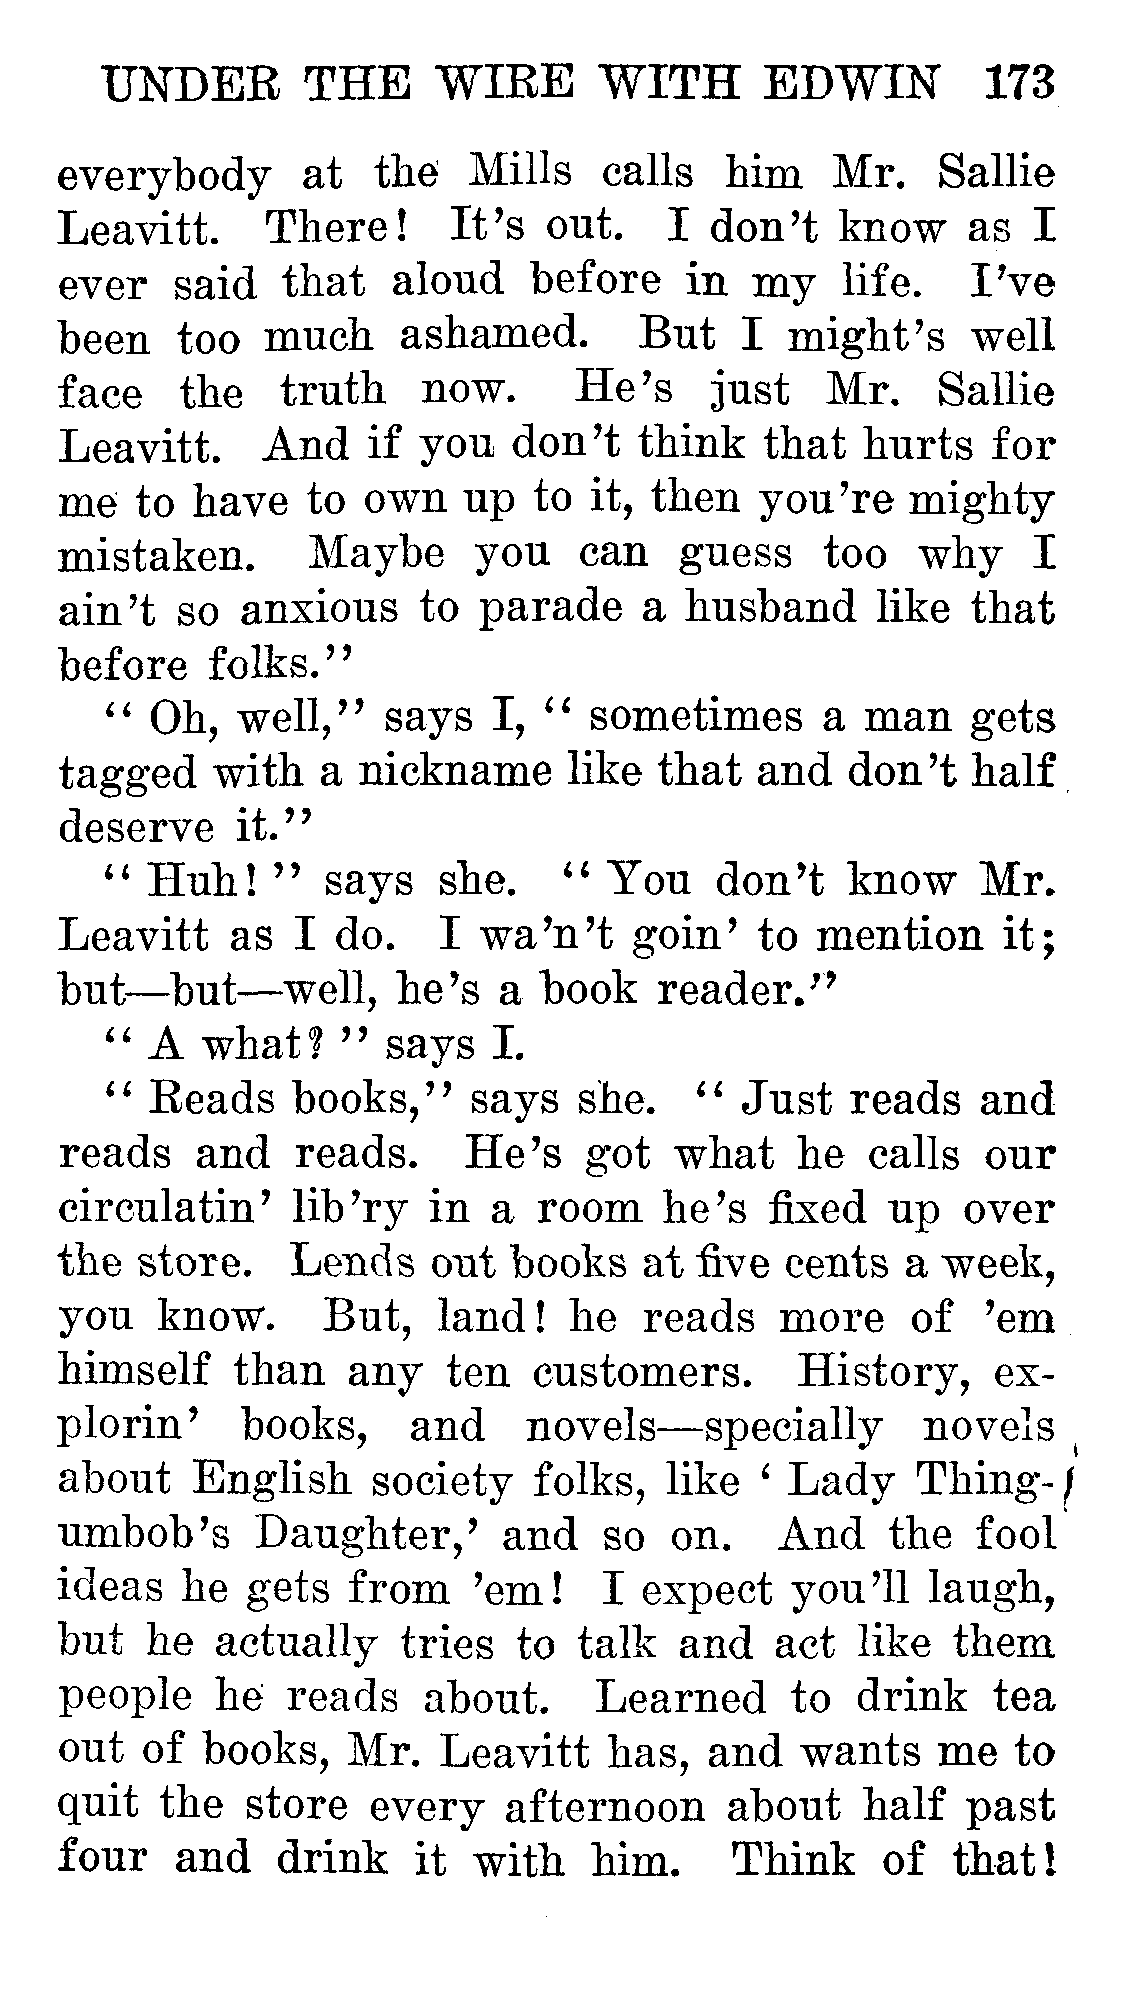 UNDER THE WIRE WITH EDWIN 173
everybody at the Mills calls him Mr. Sallie
Leavitt. There! It's out. I don't know as I
ever said that aloud before in my life. I've
been too much ashamed. But I might's well
face the truth now. He's just Mr. Sallie
Leavitt. And if you don't think that hurts for
me to have to own up to it, then you're mighty
mistaken. Maybe you can guess too why I
ain't so anxious to parade a husband like that
before folks."
" Oh, well," says I, " sometimes a man gets
tagged with a nickname like that and don't half
deserve it."
" Huh! " says she. " You don't know Mr.
Leavitt as I do. I wa'n't goin' to mention it;
but—but—well, he's a book reader."
" A what? " says I.
" Reads books," says she. " Just reads and
reads and reads. He's got what he calls our
circulatin' lib'ry in a room he's fixed up over
the store. Lends out books at five cents a week,
you know. But, land! he reads more of 'em
himself than any ten customers. History, ex-
plorin' books, and novels—specially novels
about English society folks, like ' Lady Thing-
umbob's Daughter,' and so on. And the fool
ideas he gets from 'em! I expect you'll laugh,
but he actually tries to talk and act like them
people he reads about. Learned to drink tea
out of books, Mr. Leavitt has, and wants me to
quit the store every afternoon about half past
four and drink it with him. Think of that!